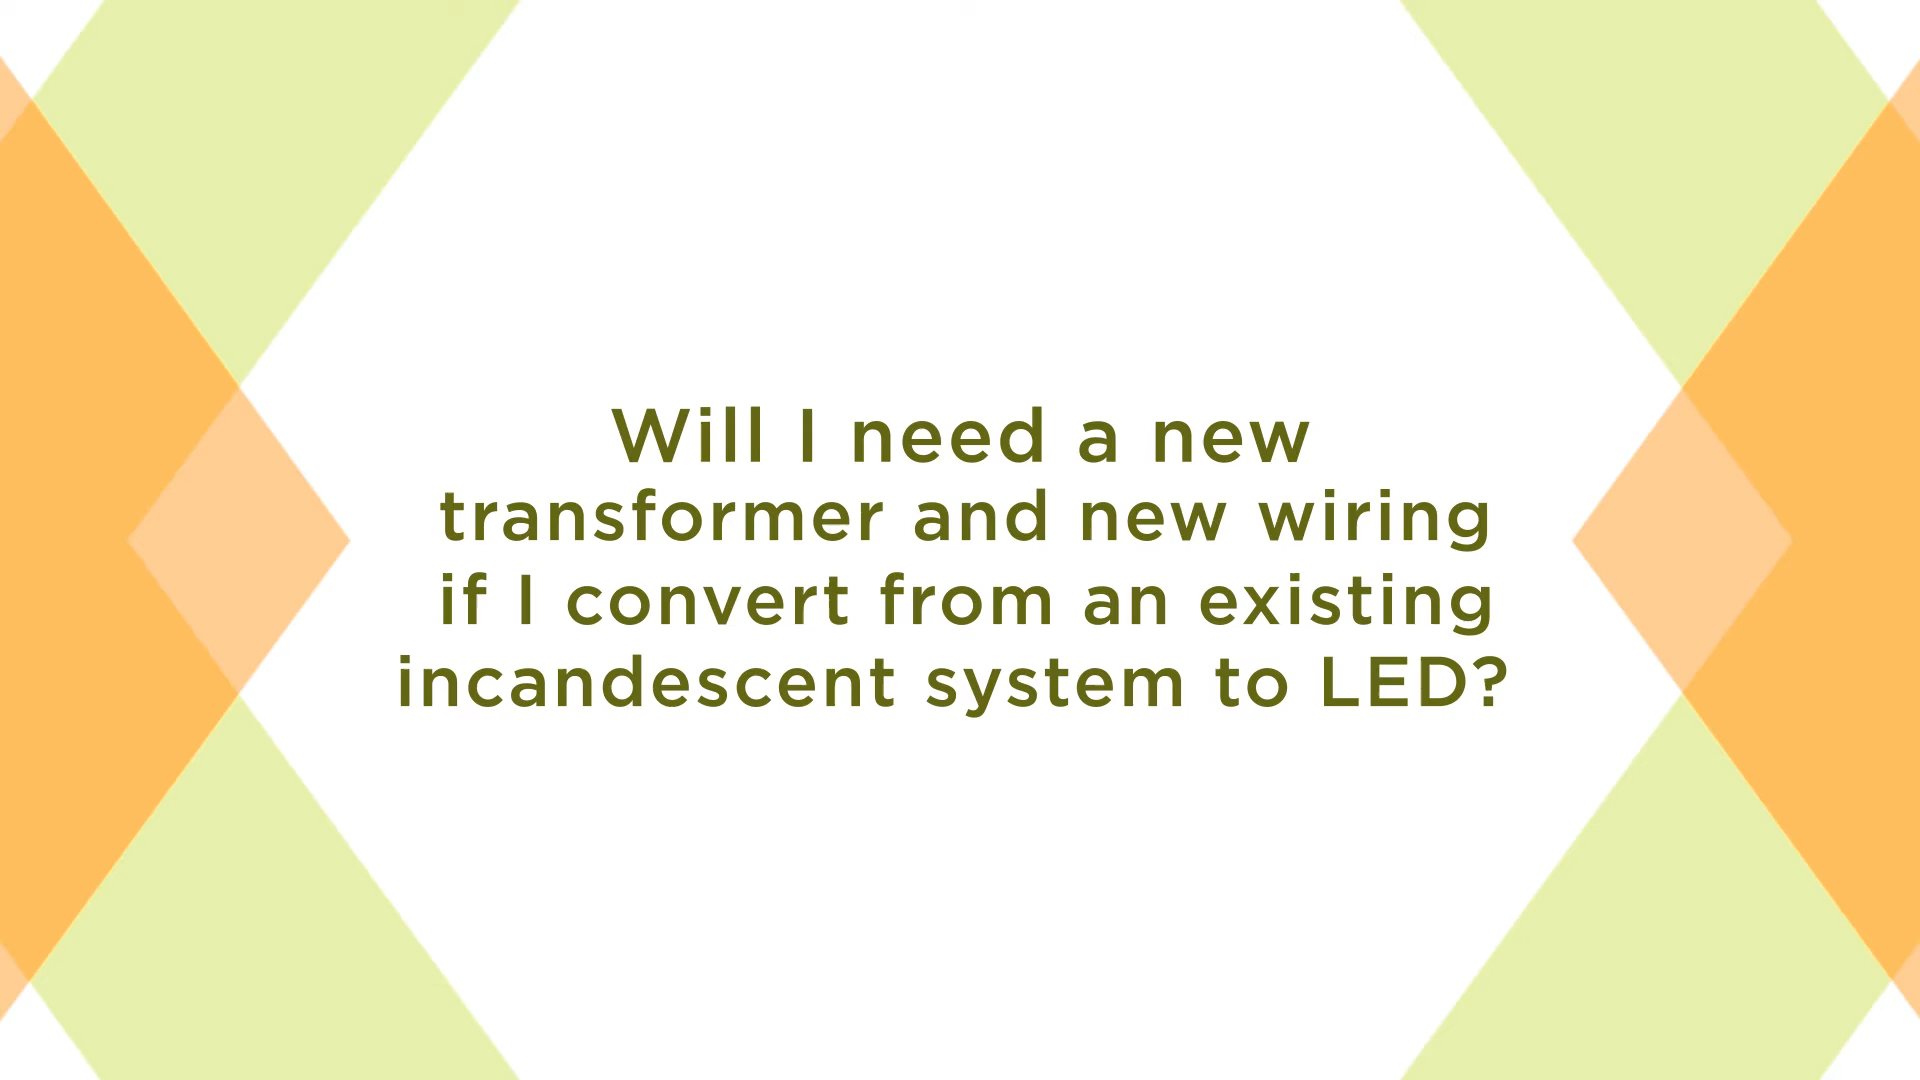 Will I need a new
transformer and new wiring
if I convert from an existing
incandescent system to LED?